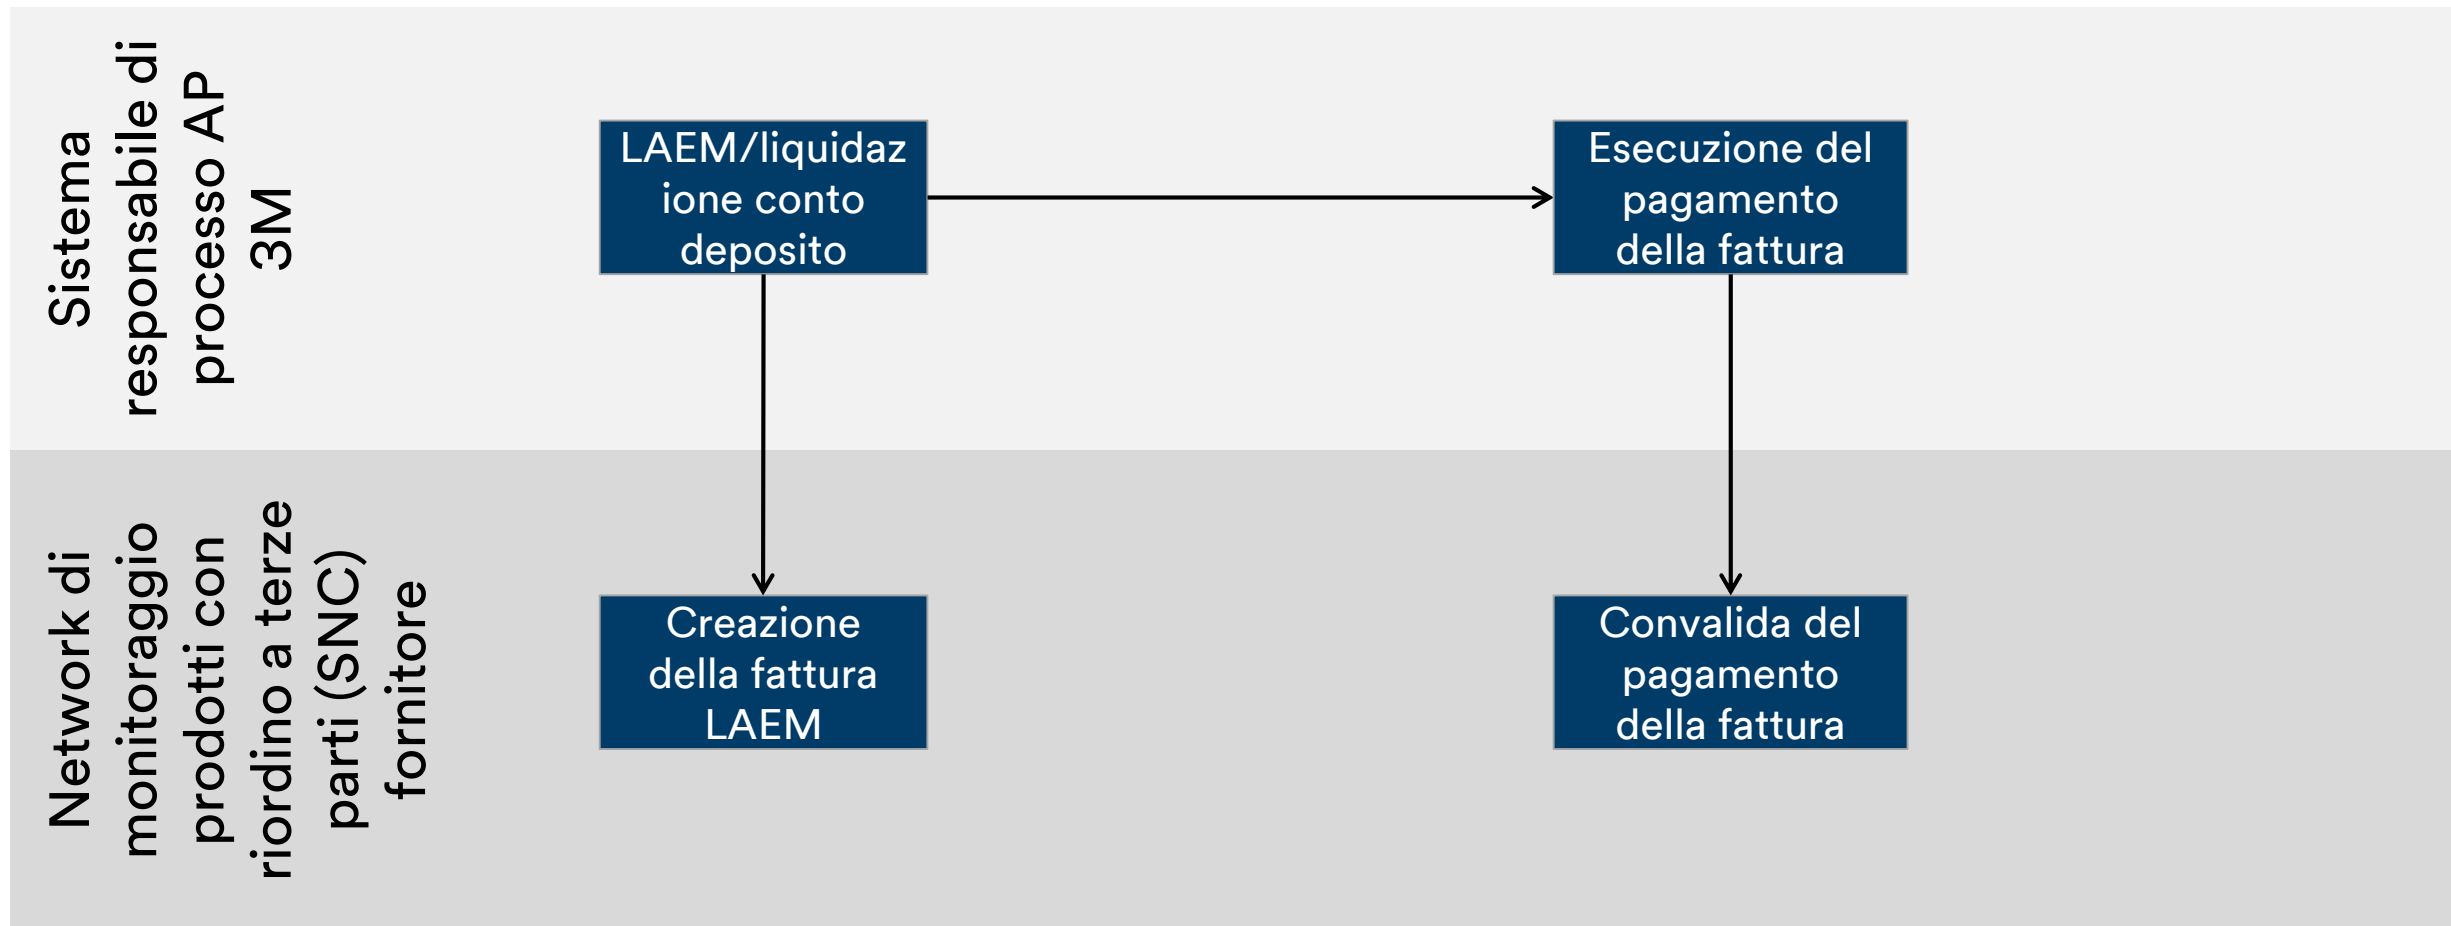 Sistema
responsabile di
processo AP
3M
LAEM/liquidaz
ione conto
deposito
Esecuzione del
pagamento
della fattura
Network di
monitoraggio
prodotti con
riordino a terze
parti (SNC)
fornitore
Creazione
della fattura
LAEM
Convalida del
pagamento
della fattura